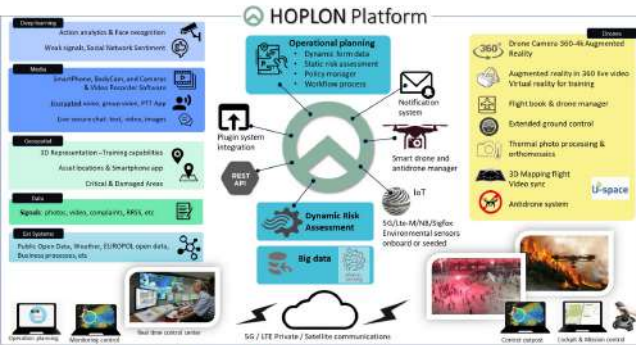 HOPLON Platform
Deep learning
Action analytics & Face recognition
Weak signals, Social Network Sentiment
Media
SmartPhone, BodyCam, and Cameras
& Video Recorder Software
Encrypted voice, group video, PTT App
Live secure chat: text, video, images
Geospatial
3D Representation – Training capabilities
Asset locations & Smartphone app
Critical & Damaged Areas
Data
Signals: photos, video, complaints, RRSS, etc
Ext Systems
Public Open Data, Weather, EUROPOL open data,
Business processes, etc
Operation planning
Monitoring control
Real time control center
Operational planning
• Dynamic form data
• Static risk assessment
• Policy manager
• Workflow process
Plugin system
integration
REST
API
Notification
system
Smart drone and
antidrone manager
IoT
5G/Lte-M/NB/Sigfox
Environmental sensors
onboard or seeded
Dynamic Risk
Assessment
Big data
5G / LTE Private / Satellite communications
Drones
360°
Drone Camera 360-4k Augmented
Reality
Augmented reality in 360 live video
Virtual reality for training
Flight book & drone manager
Extended ground control
Thermal photo processing &
orthomosaics
3D Mapping flight
Video sync
U-space
Antidrone system
Control outpost
Cockpit & Mission control